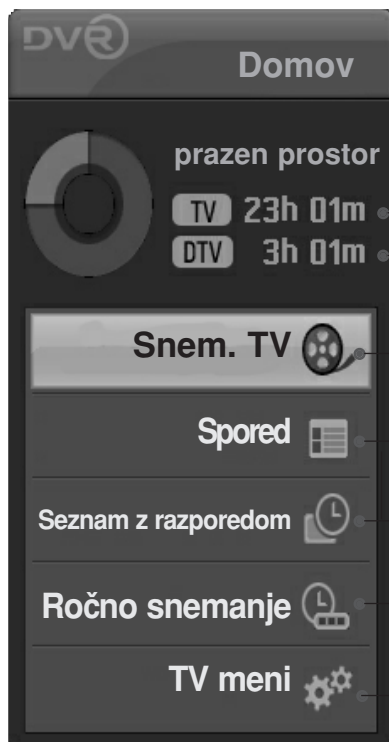 DVR
Domov
prazen prostor
TV 23h 01m
DTV 3h 01m
Snem. TV
Spored
Seznam z razporedom
Ročno snemanje
TV meni